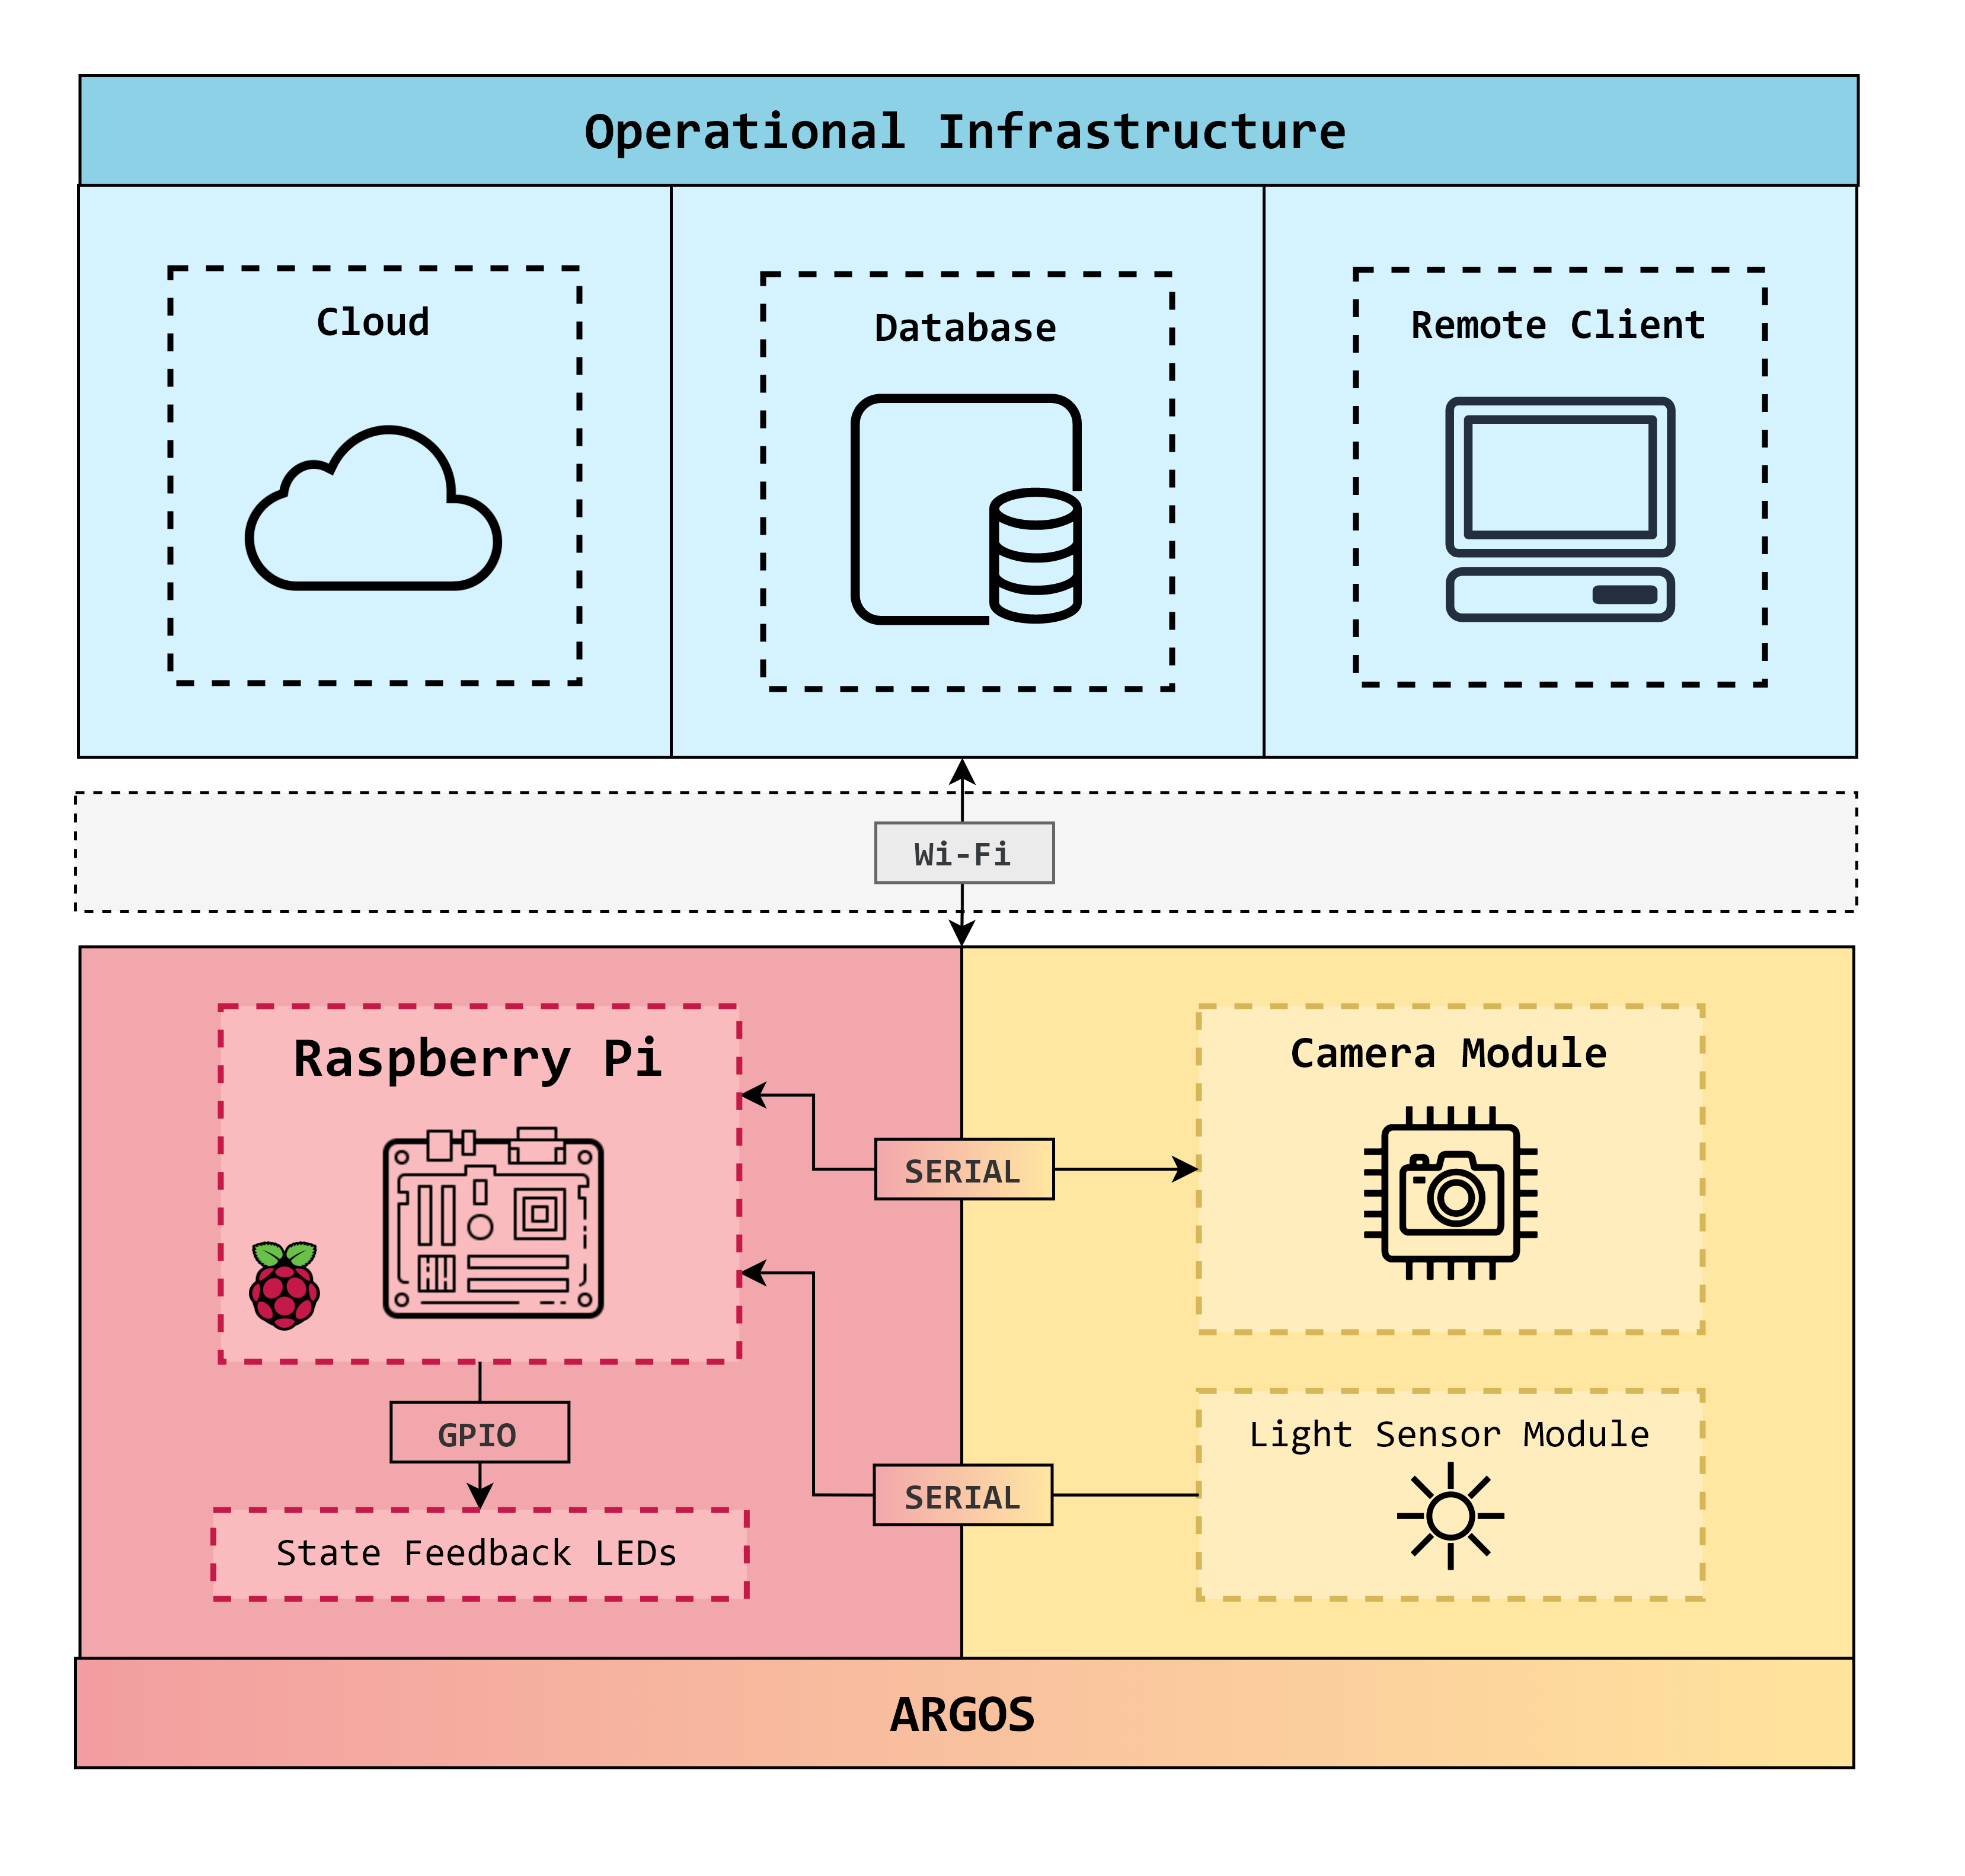 Operational Infrastructure
Cloud
Database
Remote Client
Wi-Fi
Raspberry Pi
Camera Module
SERIAL
GPIO
Light Sensor Module
SERIAL
State Feedback LEDs
ARGOS